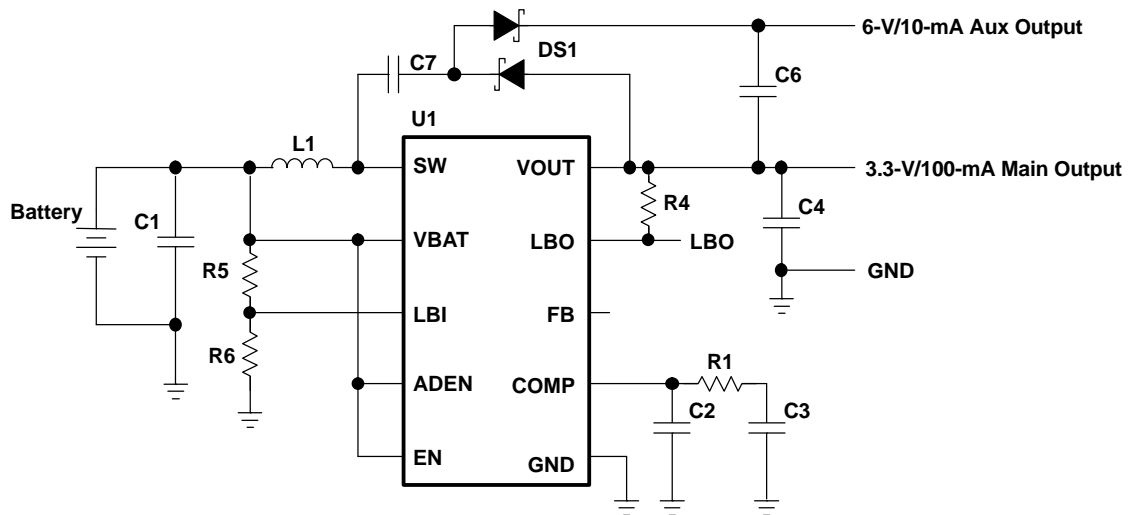 6-V/10-mA Aux Output
DS1
C7
C6
U1
L1
SW
VOUT
3.3-V/100-mA Main Output
R4
C4
Battery
C1
VBAT
LBO
LBO
R5
GND
LBI
FB
R6
R1
ADEN
COMP
C2
C3
EN
GND